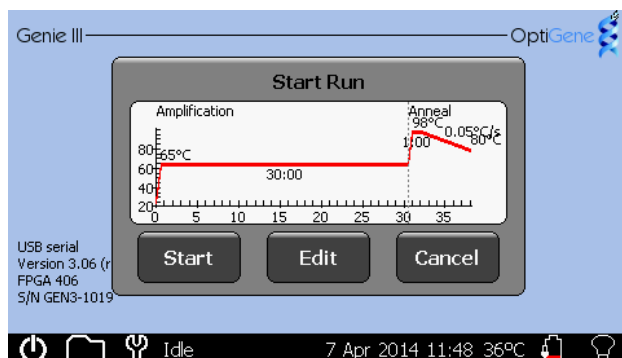 Genie III
OptiGene
Start Run
Amplification
Anneal
98°C
0.05°C/s
80
65°C
1:00
80°C
60
30:00
40
20
0 5 10 15 20 25 30 35
Start
Edit
Cancel
USB serial
Version 3.06 (r
FPGA 406
S/N GEN3-1019
Idle
7 Apr 2014 11:48 36°C